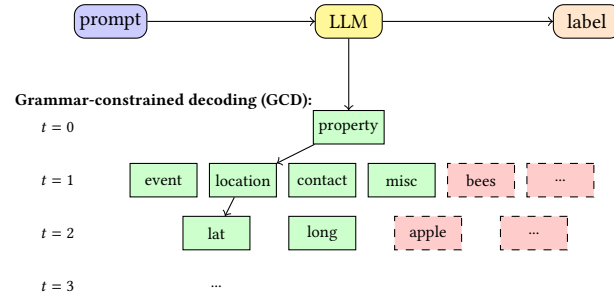 prompt LLM label
Grammar-constrained decoding (GCD):
t = 0 property
t = 1 event location contact misc bees ...
t = 2 lat long apple ...
t = 3 ...